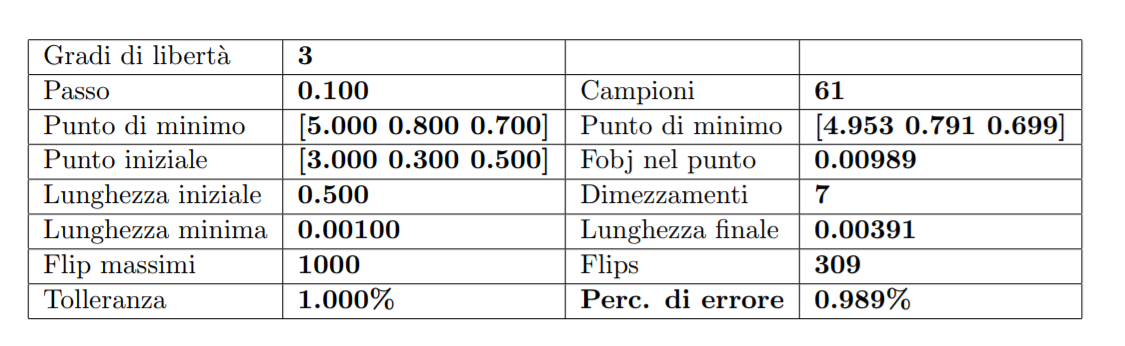 Gradi di libertà 3
Passo 0.100 Campioni 61
Punto di minimo [5.000 0.800 0.700] Punto di minimo [4.953 0.791 0.699]
Punto iniziale [3.000 0.300 0.500] Fobj nel punto 0.00989
Lunghezza iniziale 0.500 Dimezzamenti 7
Lunghezza minima 0.00100 Lunghezza finale 0.00391
Flip massimi 1000 Flips 309
Tolleranza 1.000% Perc. di errore 0.989%